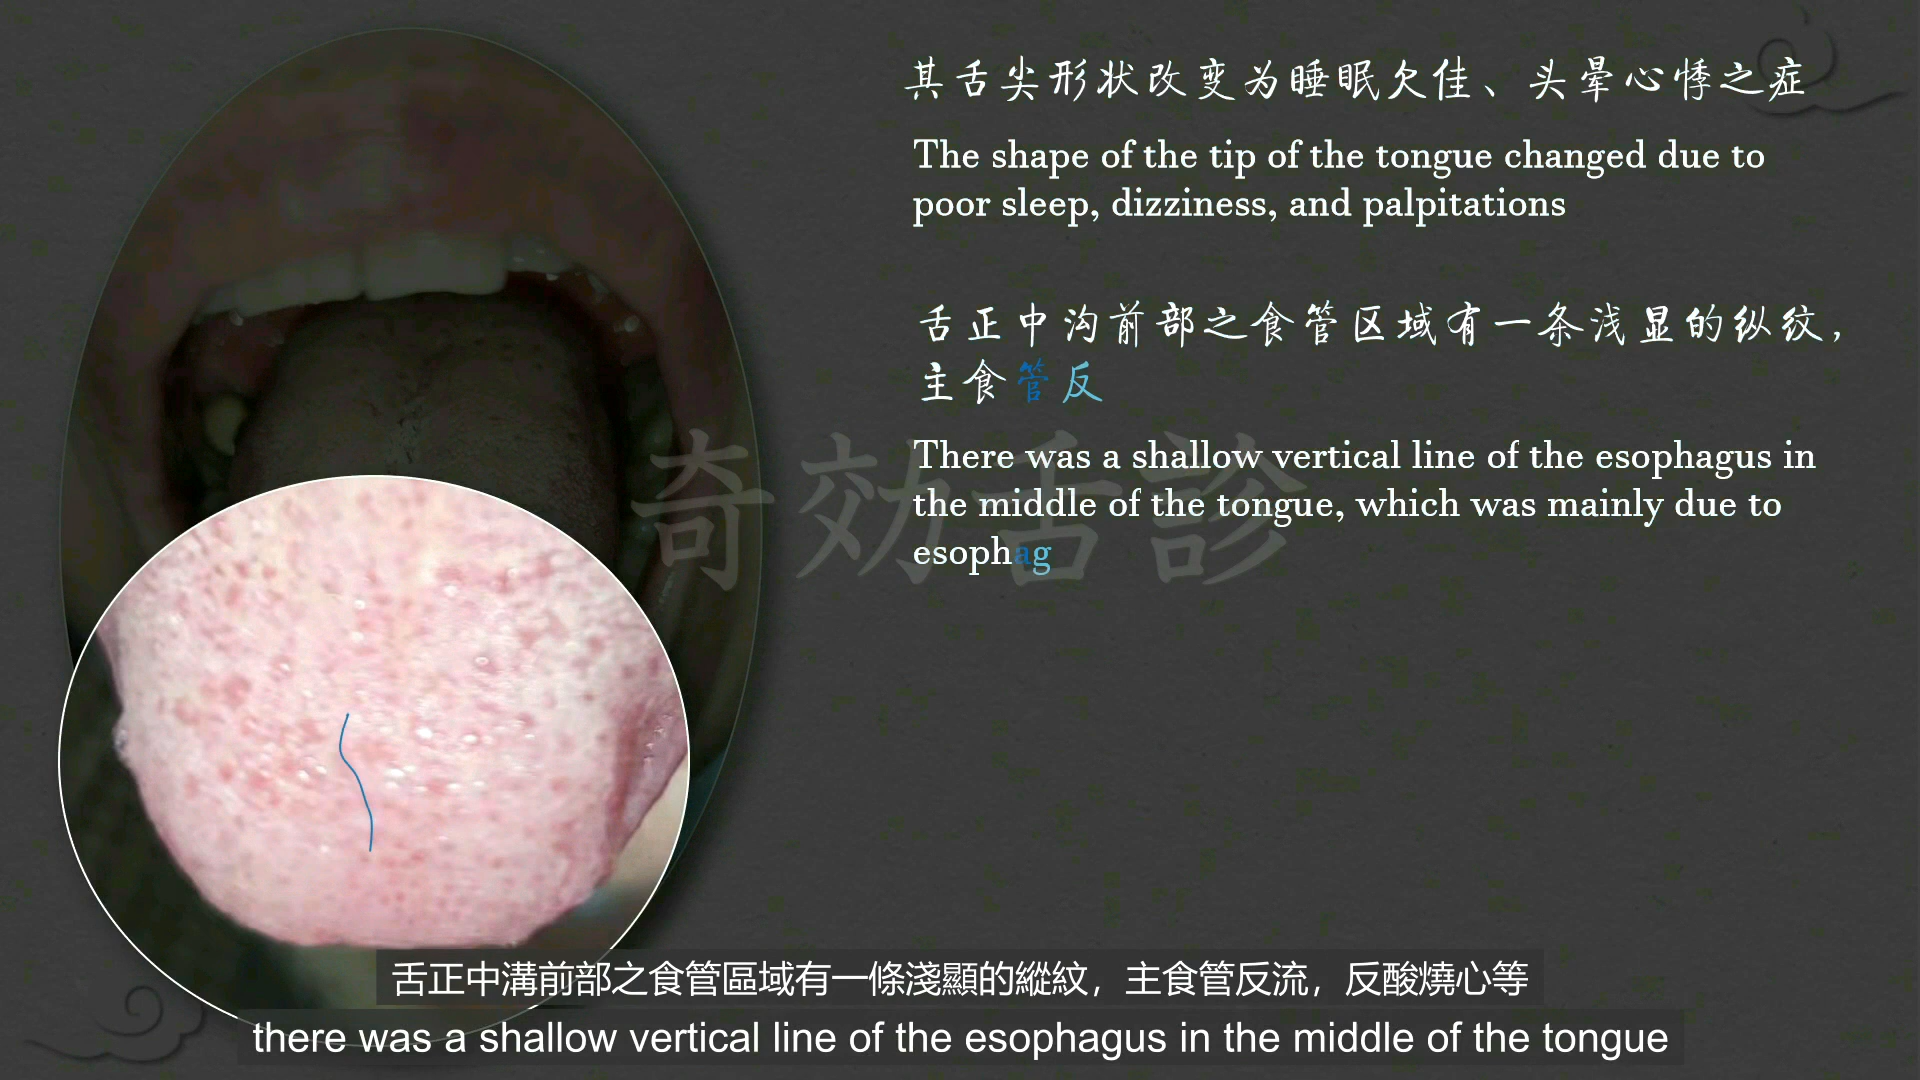 其舌尖形状改变为睡眠欠佳、头晕心悸之症
The shape of the tip of the tongue changed due to
poor sleep, dizziness, and palpitations
舌正中沟前部之食管区域有一条浅显的纵纹，
主食管反
There was a shallow vertical line of the esophagus in
the middle of the tongue, which was mainly due to
esophag
奇効舌診
舌正中溝前部之食管區域有一條淺顯的縱紋，主食管反流，反酸燒心等
there was a shallow vertical line of the esophagus in the middle of the tongue